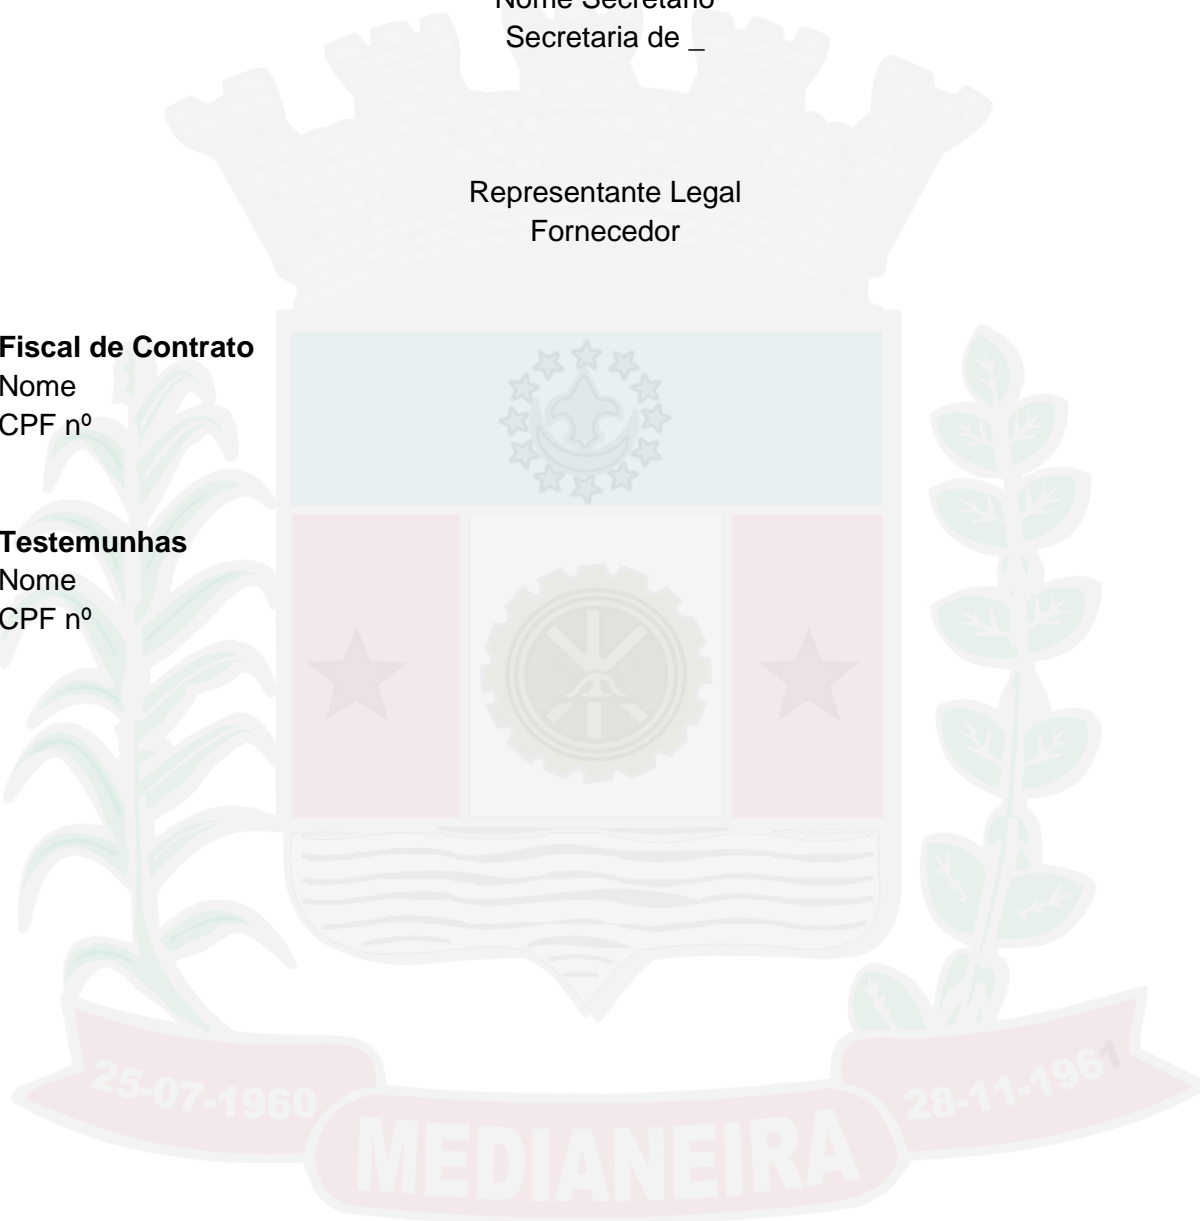 Nome Secretário
Secretaria de _
Representante Legal
Fornecedor
Fiscal de Contrato
Nome
CPF nº
Testemunhas
Nome
CPF nº
25-07-1960
28-11-1961
MEDIANEIRA